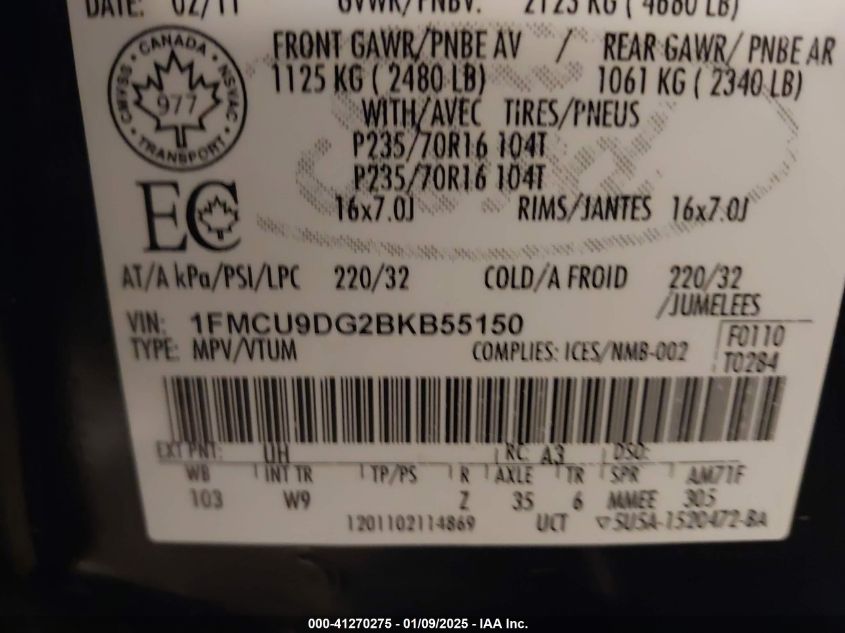 DATE: 02/11 GVWR/PNBV: 2123 KG ( 4680 LB)
FRONT GAWR/PNBE AV / REAR GAWR/ PNBE AR
1125 KG ( 2480 LB) 1061 KG ( 2340 LB)
CANADA
CMVSS NSVAC
977
TRANSPORT
WITH/AVEC TIRES/PNEUS
P235/70R16 104T
P235/70R16 104T
EC
16x7.0J RIMS/JANTES 16x7.0J
AT/A kPa/PSI/LPC 220/32 COLD/A FROID 220/32
/JUMELEES
VIN: 1FMCU9DG2BKB55150
F0110
TYPE: MPV/VTUM COMPLIES: ICES/NMB-002
T0284
EXT PNT: UH RC: A3 DSO:
WB INT TR TP/PS R AXLE TR SPR AM71F
103 W9 Z 35 6 MMEE 305
1201102114869 UCT ▽5U5A-1520472-BA
000-41270275 - 01/09/2025 - IAA Inc.